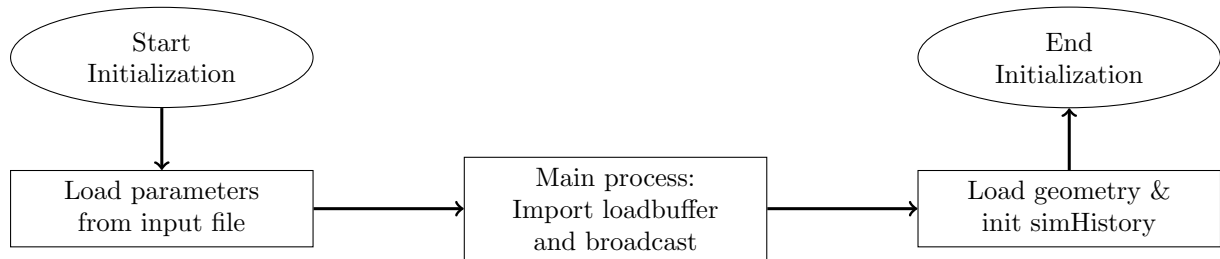 Start
Initialization
Load parameters
from input file
Main process:
Import loadbuffer
and broadcast
Load geometry &
init simHistory
End
Initialization